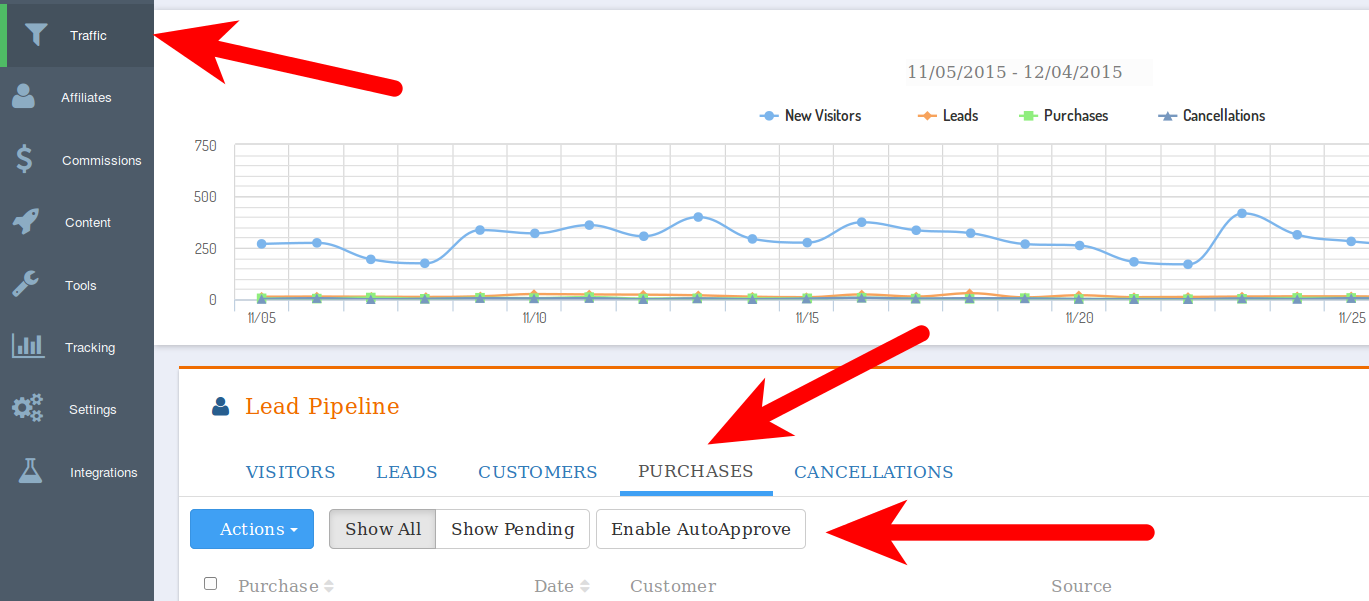 Traffic
Affiliates
Commissions
Content
Tools
Tracking
Settings
Integrations
11/05/2015 - 12/04/2015
New Visitors Leads Purchases Cancellations
750
500
250
0
11/05 11/10 11/15 11/20 11/25
Lead Pipeline
VISITORS LEADS CUSTOMERS PURCHASES CANCELLATIONS
Actions Show All Show Pending Enable AutoApprove
Purchase Date Customer Source